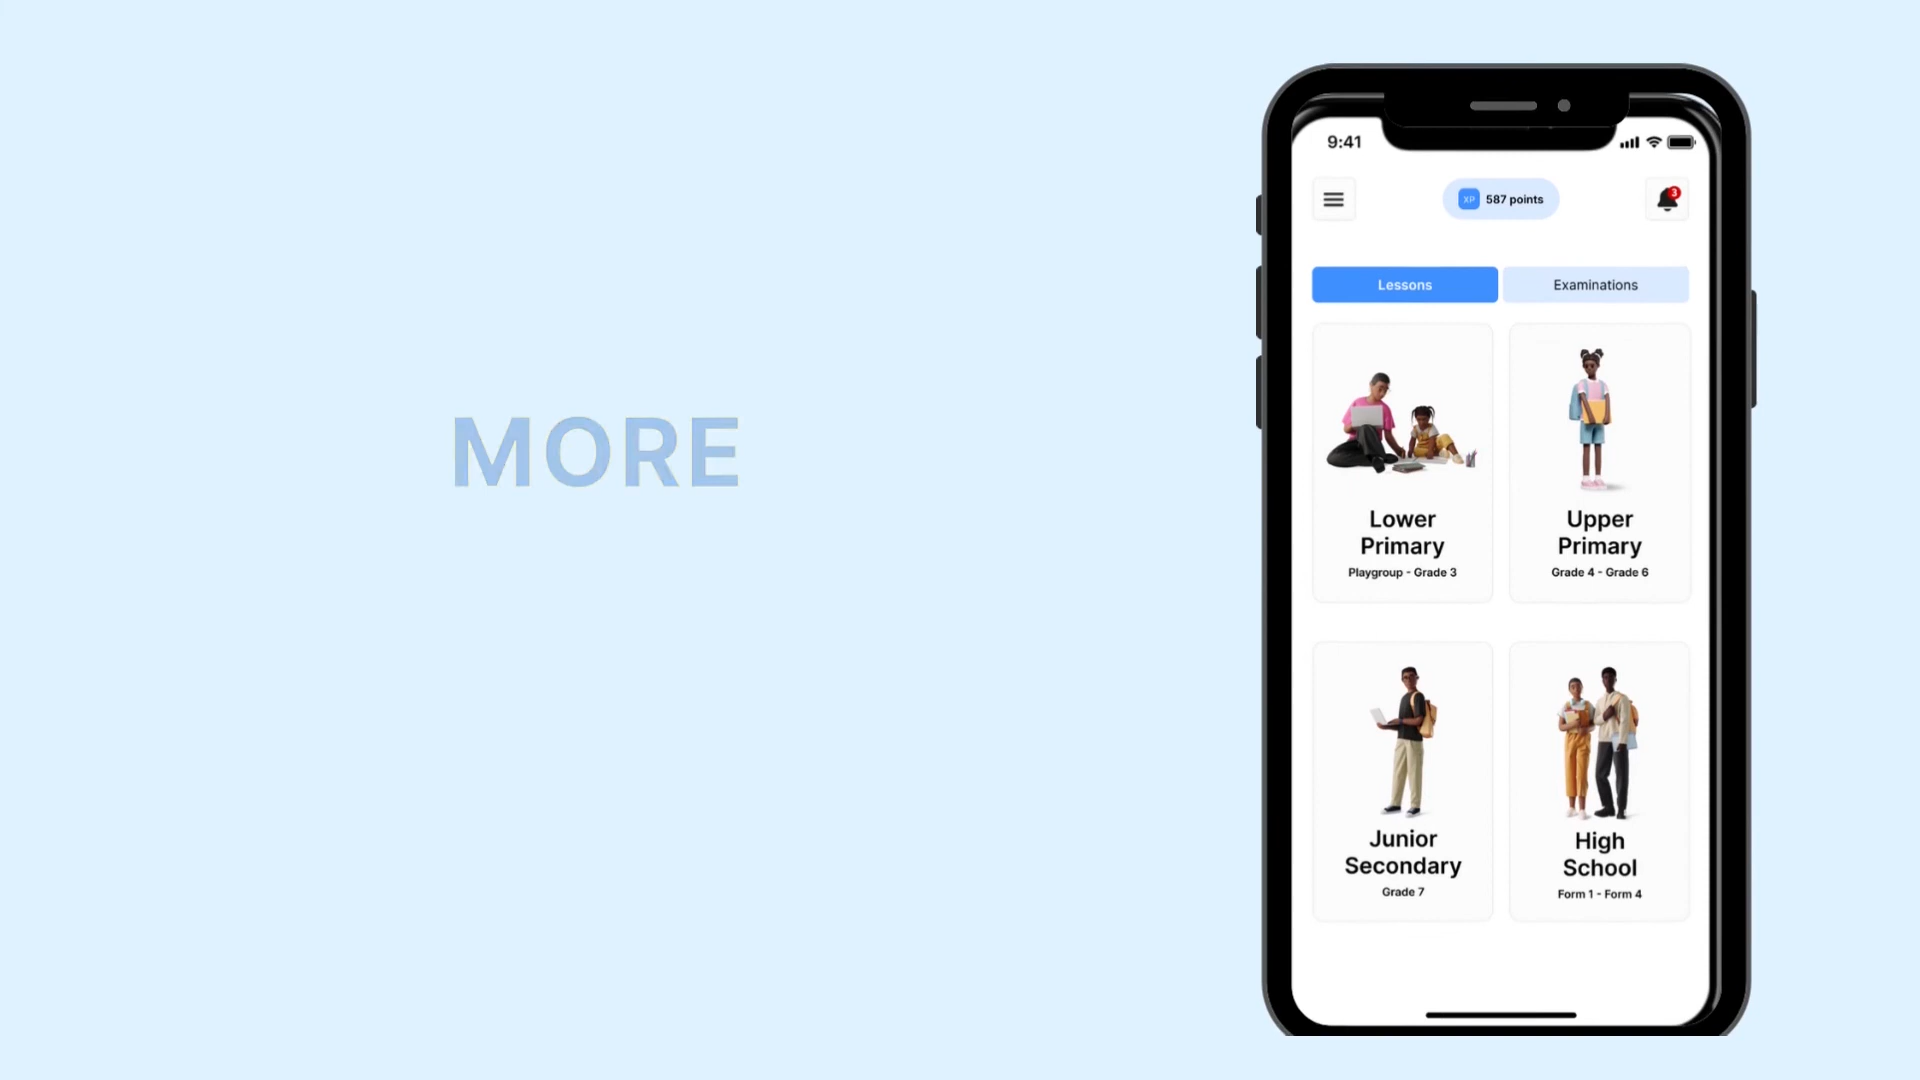 MORE
9:41
XP 587 points
3
Lessons
Examinations
Lower
Primary
Playgroup - Grade 3
Upper
Primary
Grade 4 - Grade 6
Junior
Secondary
Grade 7
High
School
Form 1 - Form 4